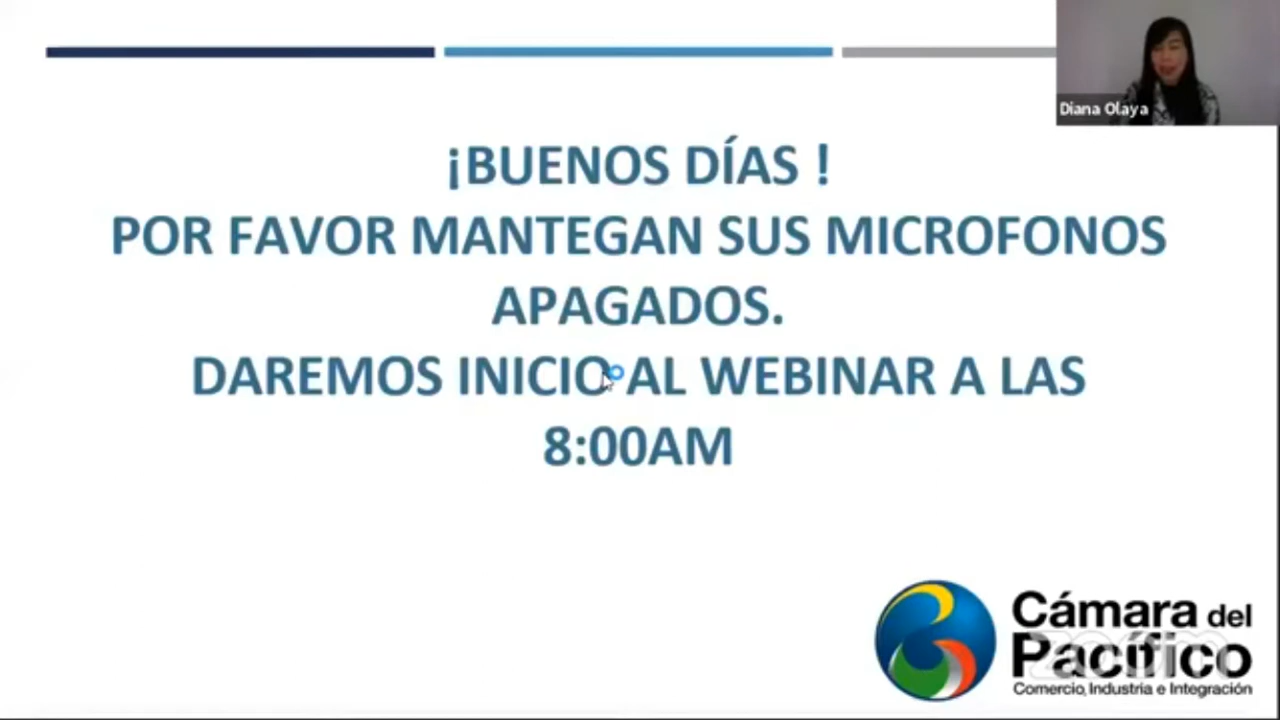 Diana Olaya
¡BUENOS DÍAS !
POR FAVOR MANTEGAN SUS MICROFONOS
APAGADOS.
DAREMOS INICIO AL WEBINAR A LAS
8:00AM
Cámara del
Pacífico
zoom
Comercio, Industria e Integración